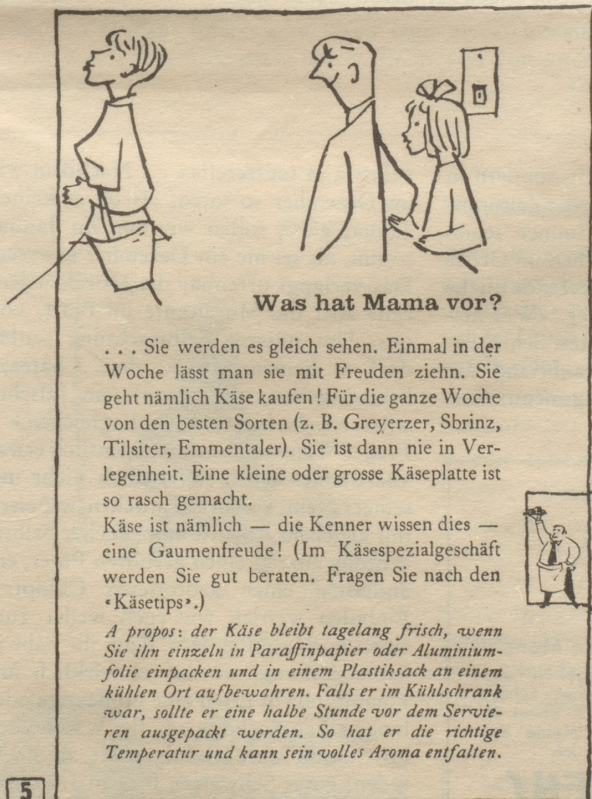 Was hat Mama vor?
. . . Sie werden es gleich sehen. Einmal in der
Woche lässt man sie mit Freuden ziehn. Sie
geht nämlich Käse kaufen! Für die ganze Woche
von den besten Sorten (z. B. Greyerzer, Sbrinz,
Tilsiter, Emmentaler). Sie ist dann nie in Ver-
legenheit. Eine kleine oder grosse Käseplatte ist
so rasch gemacht.
Käse ist nämlich — die Kenner wissen dies —
eine Gaumenfreude! (Im Käsespezialgeschäft
werden Sie gut beraten. Fragen Sie nach den
‹Käsetips›.)
A propos: der Käse bleibt tagelang frisch, wenn
Sie ihn einzeln in Paraffinpapier oder Aluminium-
folie einpacken und in einem Plastiksack an einem
kühlen Ort aufbewahren. Falls er im Kühlschrank
war, sollte er eine halbe Stunde vor dem Servie-
ren ausgepackt werden. So hat er die richtige
Temperatur und kann sein volles Aroma entfalten.
5